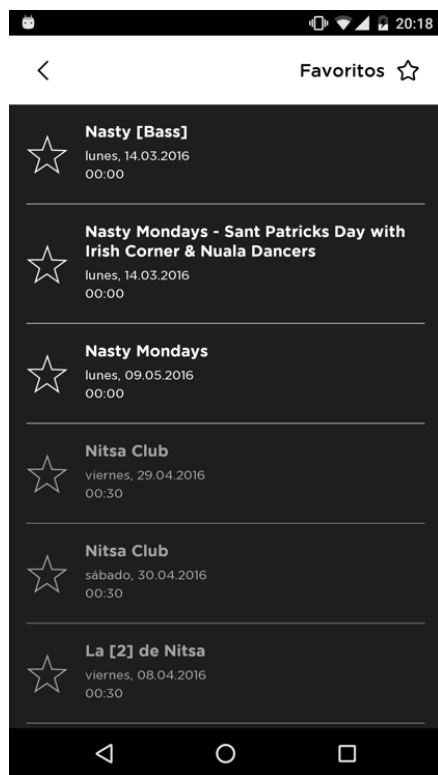 20:18
Favoritos
Nasty [Bass]
lunes, 14.03.2016
00:00
Nasty Mondays - Sant Patricks Day with
Irish Corner & Nuala Dancers
lunes, 14.03.2016
00:00
Nasty Mondays
lunes, 09.05.2016
00:00
Nitsa Club
viernes, 29.04.2016
00:30
Nitsa Club
sábado, 30.04.2016
00:30
La [2] de Nitsa
viernes, 08.04.2016
00:30